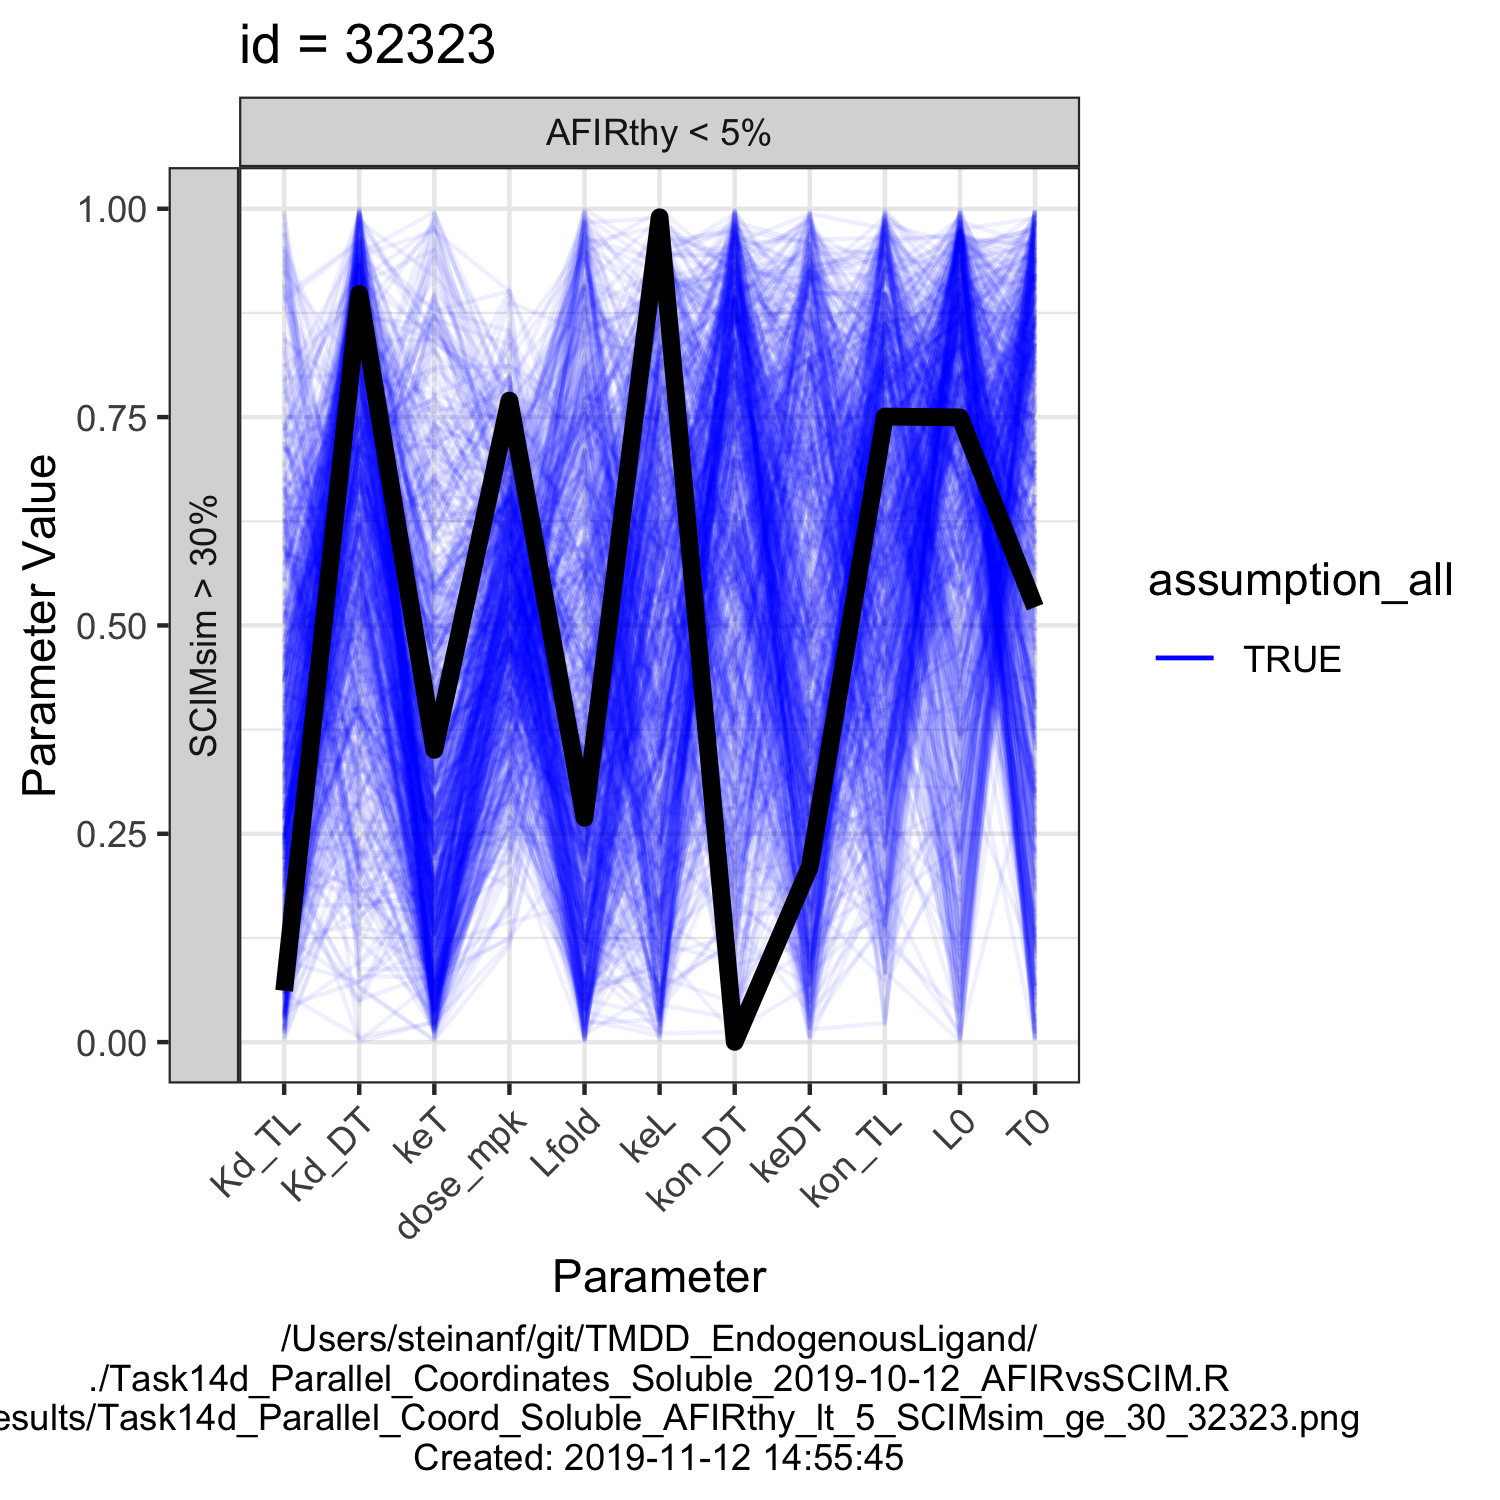 id = 32323
AFIRthy < 5%
SCIMsim > 30%
Parameter Value
1.00
0.75
0.50
0.25
0.00
Kd_TL
Kd_DT
keT
dose_mpk
Lfold
keL
kon_DT
keDT
kon_TL
L0
T0
Parameter
assumption_all
TRUE
/Users/steinanf/git/TMDD_EndogenousLigand/
./Task14d_Parallel_Coordinates_Soluble_2019-10-12_AFIRvsSCIM.R
esults/Task14d_Parallel_Coord_Soluble_AFIRthy_lt_5_SCIMsim_ge_30_32323.png
Created: 2019-11-12 14:55:45